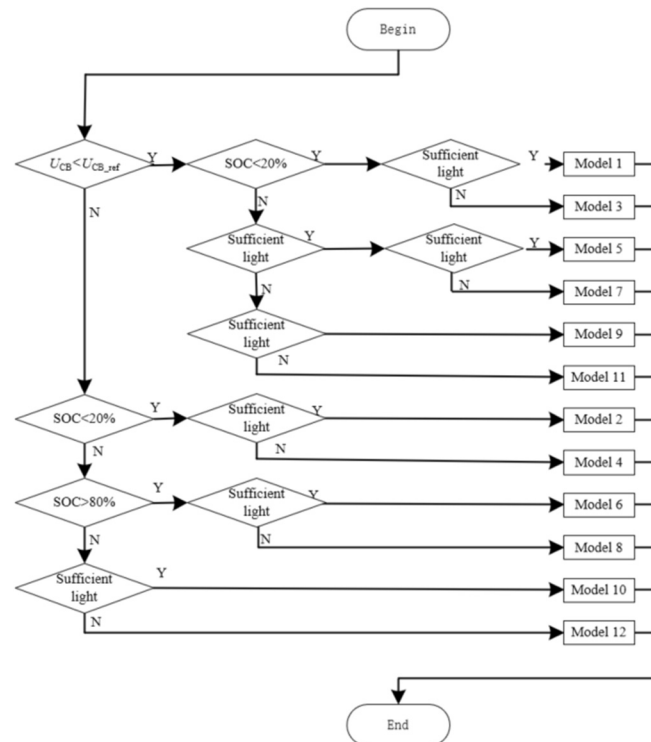 Begin
U_CB<U_CB_ref
Y
SOC<20%
Y
Sufficient
light
Y
Model 1
N
Model 3
N
N
Sufficient
light
Y
Sufficient
light
Y
Model 5
N
Model 7
N
Sufficient
light
Model 9
N
Model 11
SOC<20%
Y
Sufficient
light
Y
Model 2
N
N
Model 4
SOC>80%
Y
Sufficient
light
Y
Model 6
N
N
Model 8
Sufficient
light
Y
Model 10
N
Model 12
End